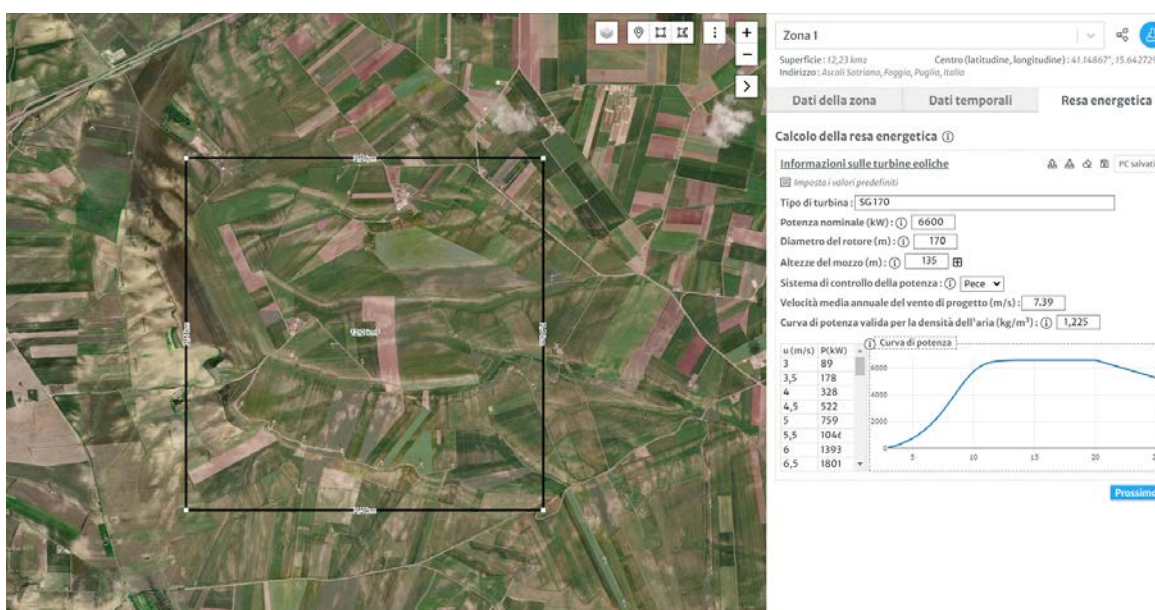 Zona 1
Superficie : 12,23 km2 Centro (latitudine, longitudine) : 41.14867°, 15.642729
Indirizzo : Ascoli Satriano, Foggia, Puglia, Italia
Dati della zona Dati temporali Resa energetica
Calcolo della resa energetica
Informazioni sulle turbine eoliche PC salvati
Imposta i valori predefiniti
Tipo di turbina : SG170
Potenza nominale (kW) : 6600
Diametro del rotore (m) : 170
Altezze del mozzo (m) : 135
Sistema di controllo della potenza : Pece
Velocità media annuale del vento di progetto (m/s) : 7.39
Curva di potenza valida per la densità dell'aria (kg/m³) : 1,225
Curva di potenza
u (m/s) P(kW)
3 89
3,5 178
4 328
4,5 522
5 759
5,5 1046
6 1393
6,5 1801
6000
4000
2000
0
5 10 15 20
Prossimo